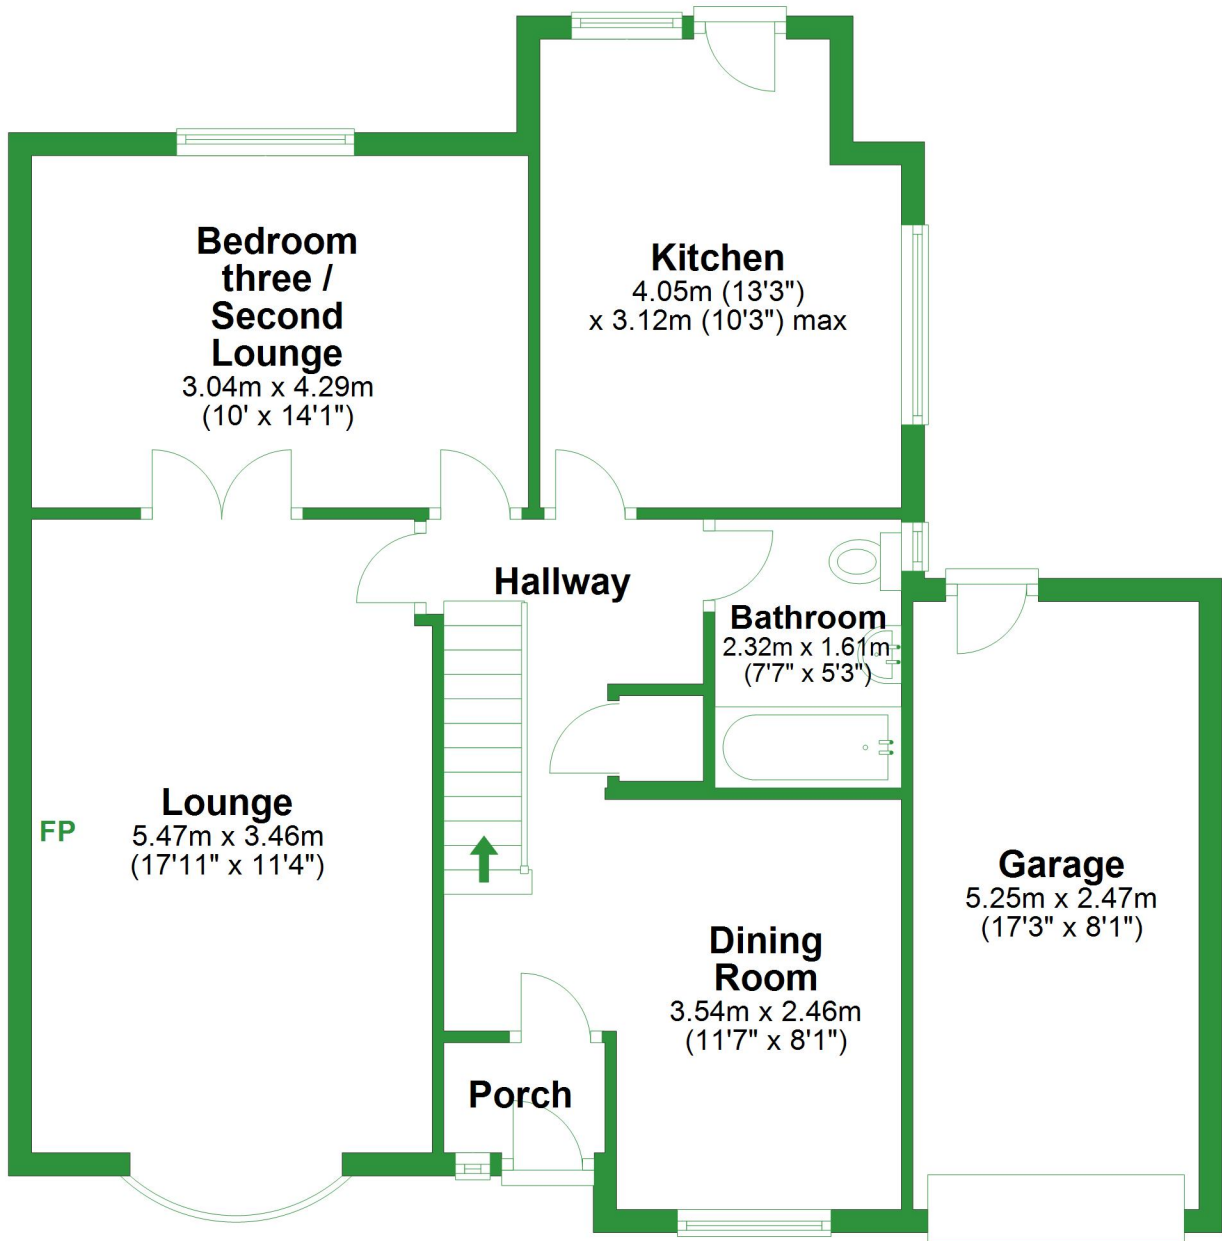 Bedroom
three /
Second
Lounge
3.04m x 4.29m
(10' x 14'1")
Kitchen
4.05m (13'3")
x 3.12m (10'3") max
Hallway
Bathroom
2.32m x 1.61m
(7'7" x 5'3")
Lounge
5.47m x 3.46m
(17'11" x 11'4")
FP
Garage
5.25m x 2.47m
(17'3" x 8'1")
Dining
Room
3.54m x 2.46m
(11'7" x 8'1")
Porch